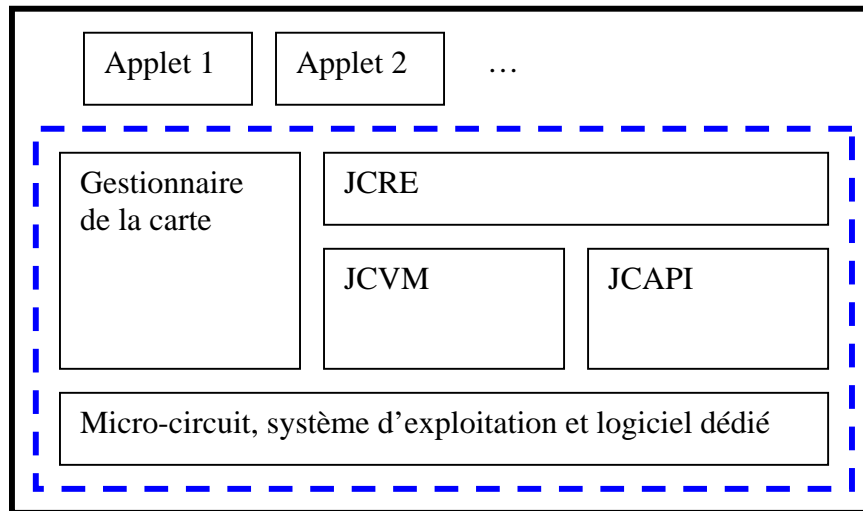 Applet 1
Applet 2
…
Gestionnaire
de la carte
JCRE
JCVM
JCAPI
Micro-circuit, système d’exploitation et logiciel dédié